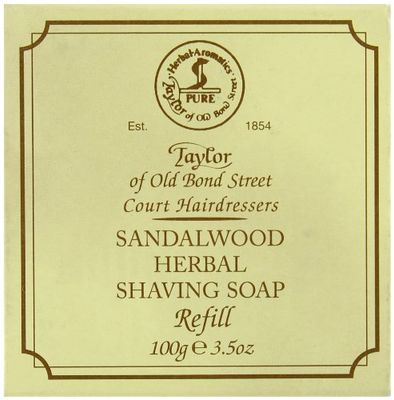 Herbal-Aromatics
PURE
Taylor of Old Bond Street
Est. 1854
Taylor
of Old Bond Street
Court Hairdressers
SANDALWOOD
HERBAL
SHAVING SOAP
Refill
100g e 3.5oz